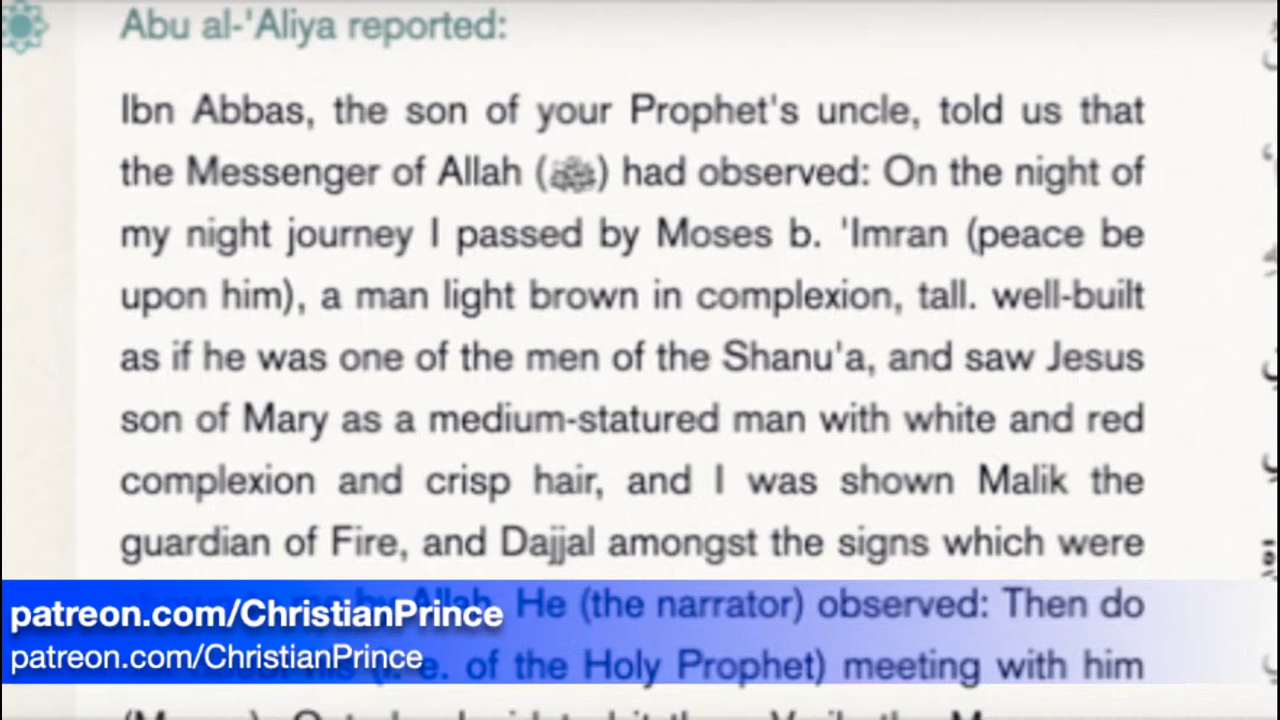 Abu al-'Aliya reported:
Ibn Abbas, the son of your Prophet's uncle, told us that
the Messenger of Allah (ﷺ) had observed: On the night of
my night journey I passed by Moses b. 'Imran (peace be
upon him), a man light brown in complexion, tall. well-built
as if he was one of the men of the Shanu'a, and saw Jesus
son of Mary as a medium-statured man with white and red
complexion and crisp hair, and I was shown Malik the
guardian of Fire, and Dajjal amongst the signs which were
by Allah. He (the narrator) observed: Then do
patreon.com/ChristianPrince
e. of the Holy Prophet) meeting with him
patreon.com/ChristianPrince